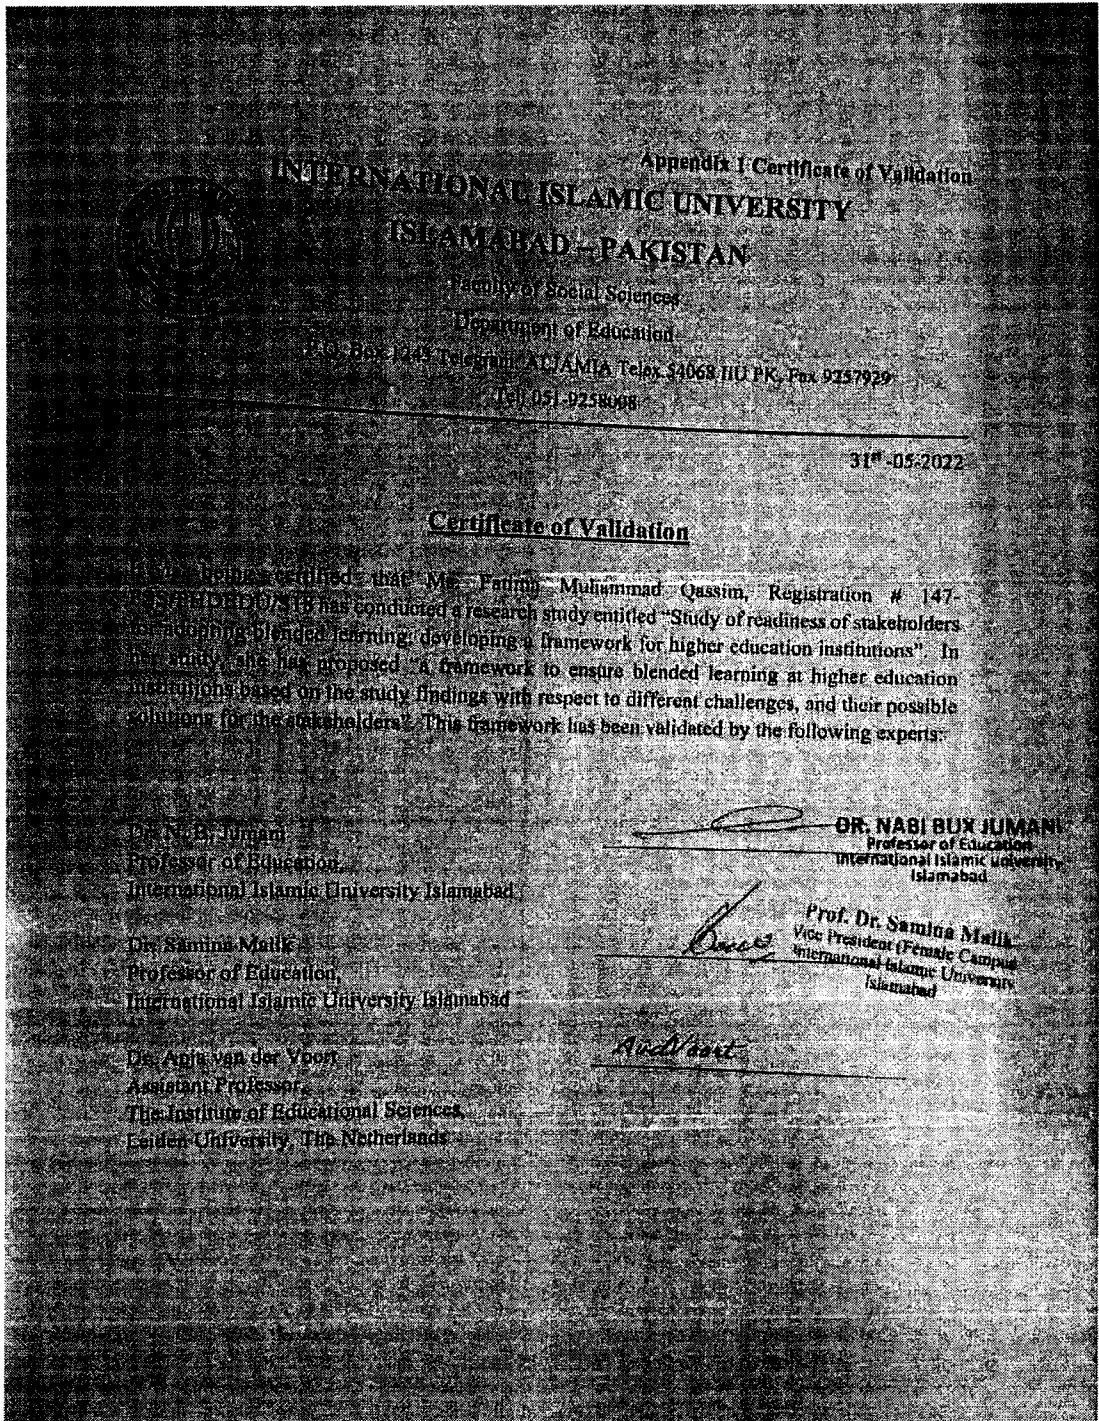 Appendix I Certificate of Validation
INTERNATIONAL ISLAMIC UNIVERSITY
ISLAMABAD – PAKISTAN
Faculty of Social Sciences
Department of Education
P.O. Box 1243 Telegram ALJAMIA Telex 54068 IIU PK, Fax 9257929
Tel: 051-9258098
31st -05-2022
Certificate of Validation
being certified that Ms. Fatima Muhammad Qassim, Registration # 147-
has conducted a research study entitled "Study of readiness of stakeholders
for adopting blended learning: developing a framework for higher education institutions". In
her study, she has proposed "a framework to ensure blended learning at higher education
institutions based on the study findings with respect to different challenges, and their possible
solutions for the stakeholders". This framework has been validated by the following experts:
Dr. N. B. Jumani
Professor of Education,
International Islamic University Islamabad
DR. NABI BUX JUMANI
Professor of Education
International Islamic University,
Islamabad
Dr. Samina Malik
Professor of Education,
International Islamic University Islamabad
Prof. Dr. Samina Malik
Vice President (Female Campus
International Islamic University
Islamabad
Dr. Anja van der Voort
Assistant Professor,
The Institute of Educational Sciences,
Leiden University, The Netherlands
AvdVoort